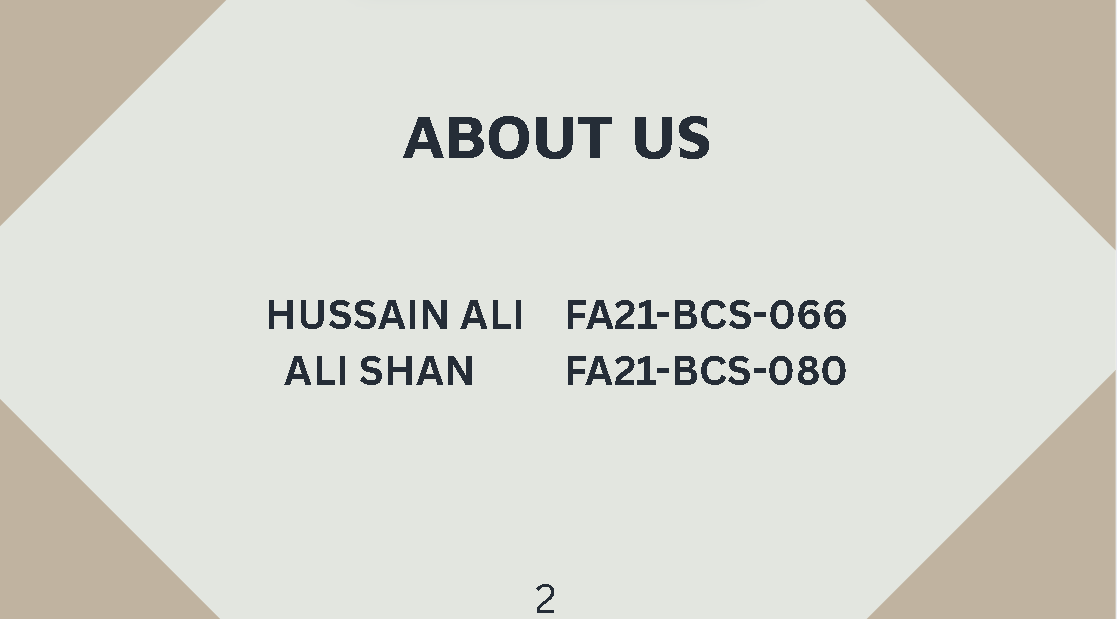 ABOUT US
HUSSAIN ALI FA21-BCS-066
ALI SHAN FA21-BCS-080
2